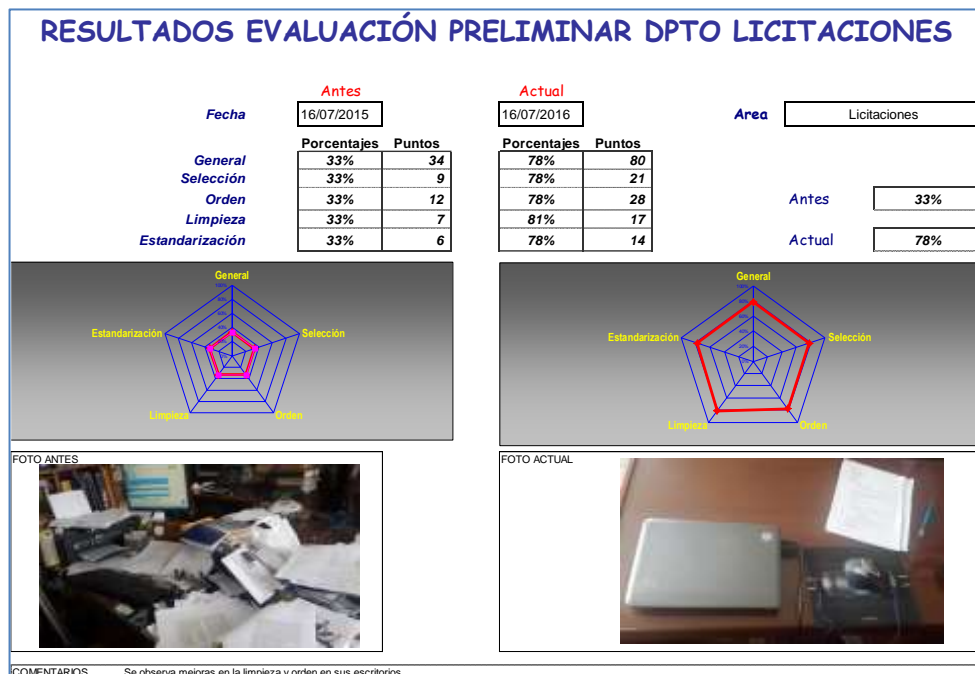 RESULTADOS EVALUACIÓN PRELIMINAR DPTO LICITACIONES
Antes Actual
Fecha 16/07/2015 16/07/2016 Area Licitaciones
Porcentajes Puntos Porcentajes Puntos
General 33% 34 78% 80
Selección 33% 9 78% 21
Orden 33% 12 78% 28 Antes 33%
Limpieza 33% 7 81% 17
Estandarización 33% 6 78% 14 Actual 78%
General
100%
Estandarización Selección
Limpieza Orden
General
100%
Estandarización Selección
Limpieza Orden
FOTO ANTES
FOTO ACTUAL
COMENTARIOS Se observa mejoras en la limpieza y orden en sus escritorios